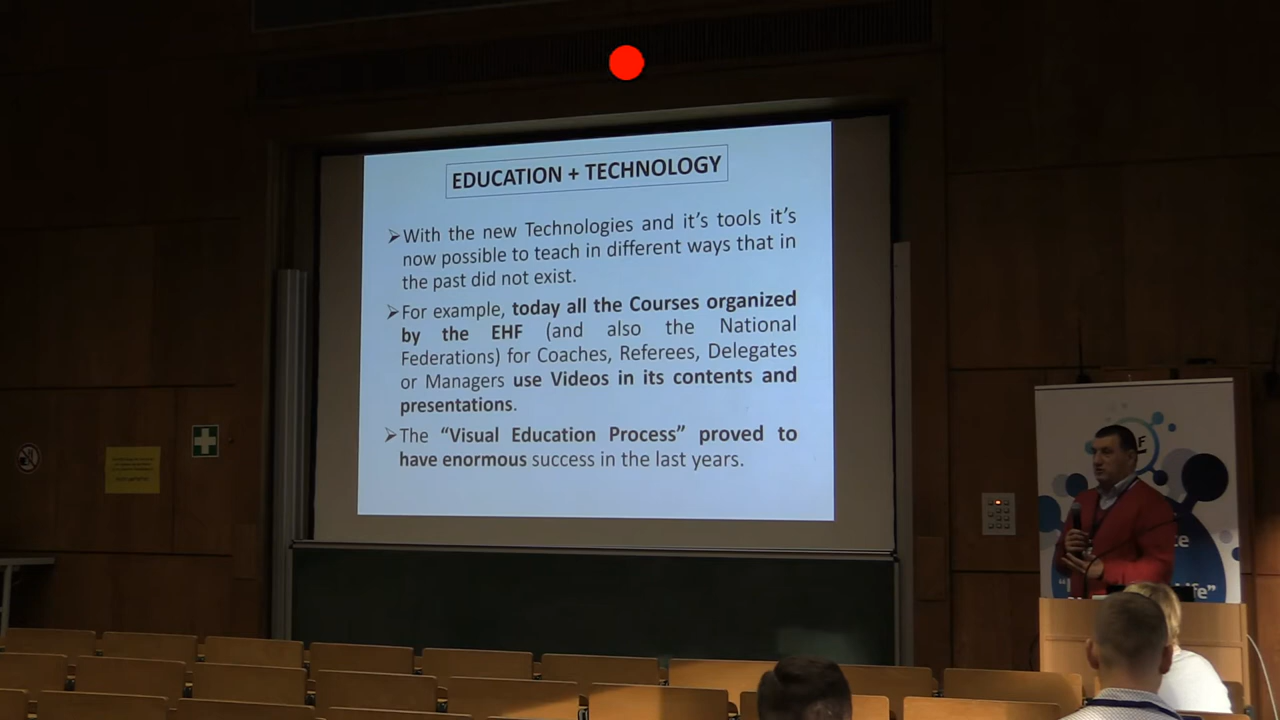 EDUCATION + TECHNOLOGY
➢With the new Technologies and it's tools it's
now possible to teach in different ways that in
the past did not exist.
➢For example, today all the Courses organized
by the EHF (and also the National
Federations) for Coaches, Referees, Delegates
or Managers use Videos in its contents and
presentations.
➢The “Visual Education Process” proved to
have enormous success in the last years.